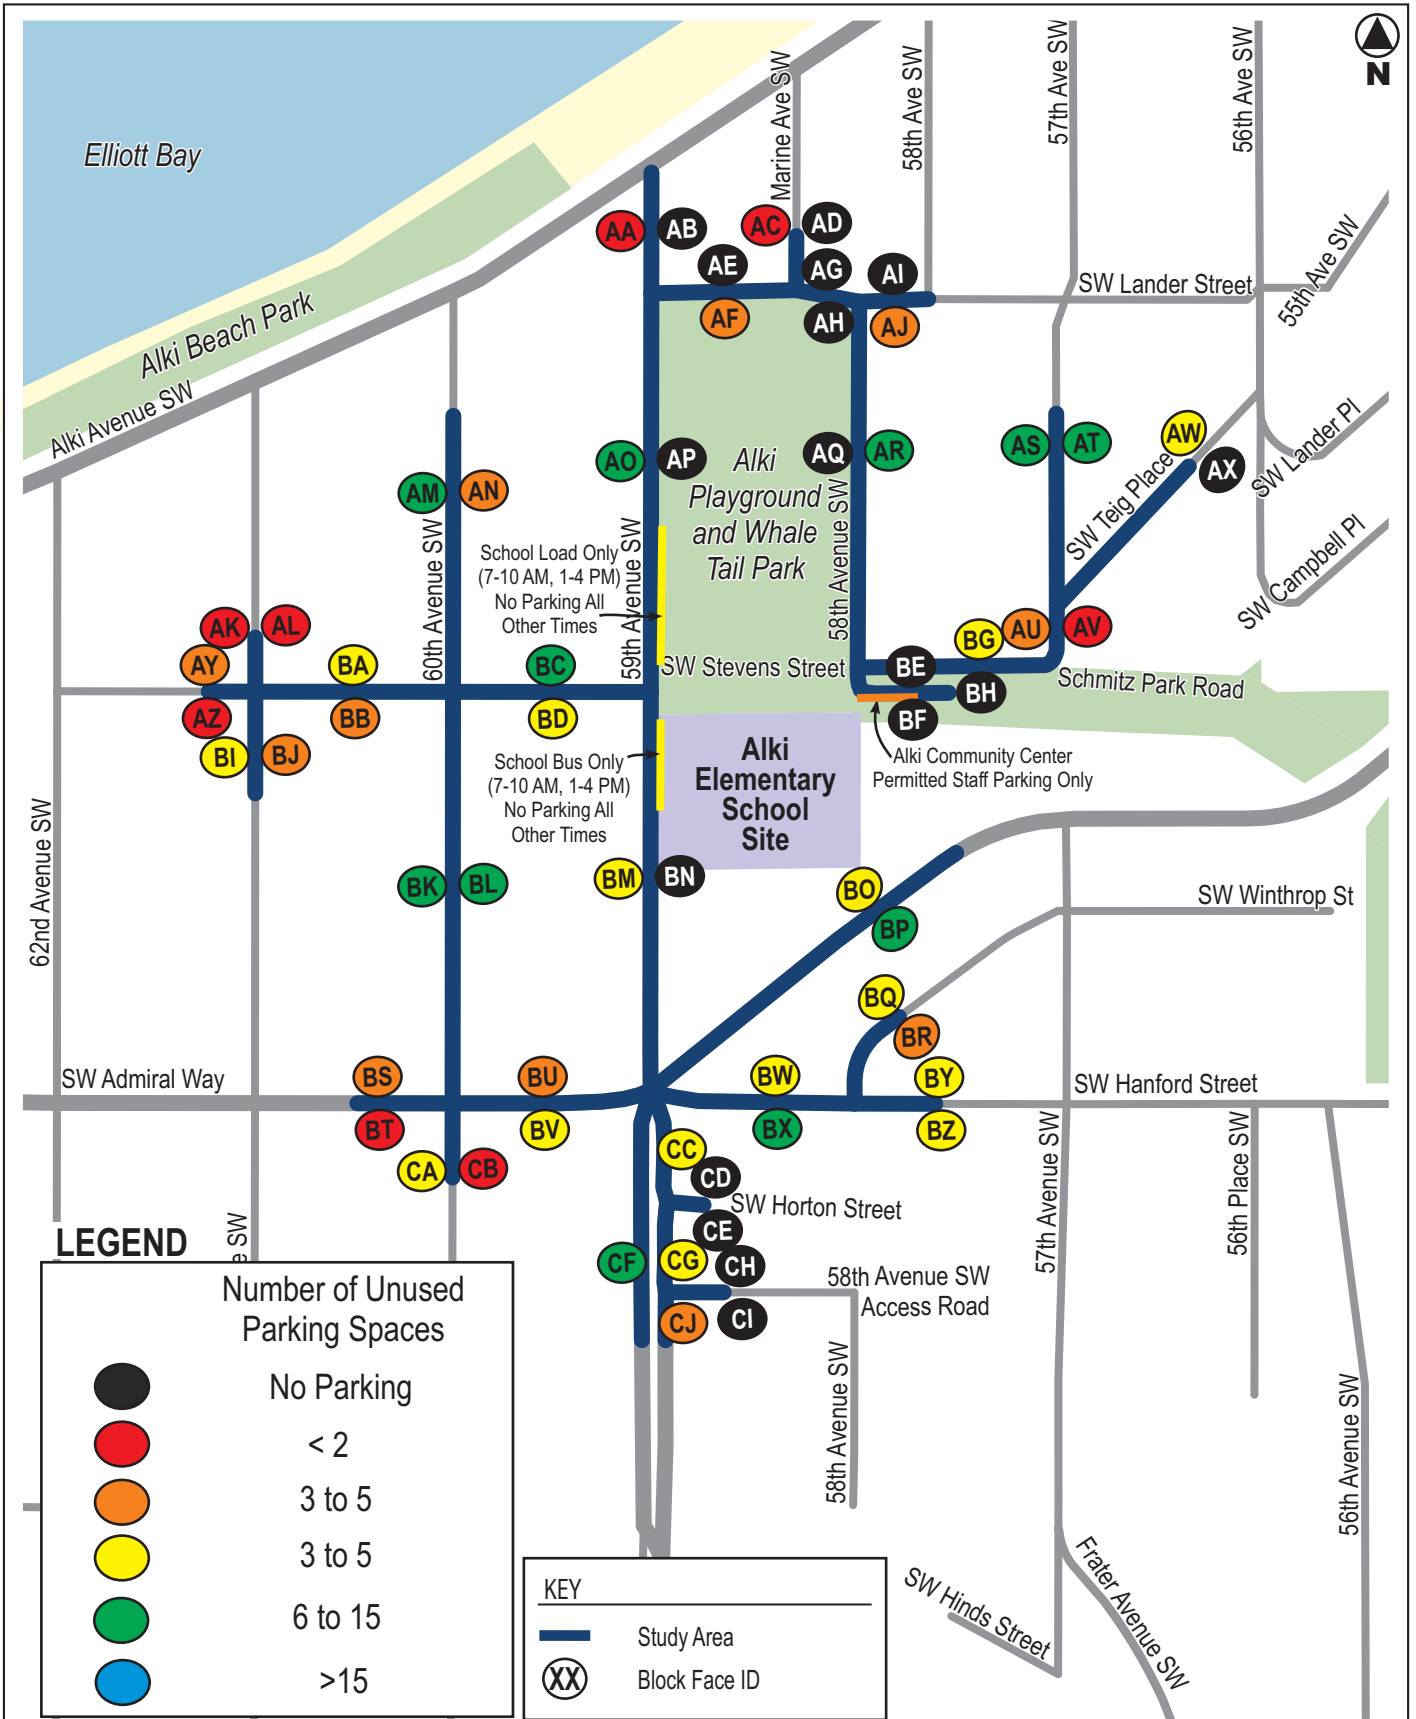 N
Elliott Bay
Alki Beach Park
Alki Avenue SW
Marine Ave SW
58th Ave SW
57th Ave SW
56th Ave SW
55th Ave SW
SW Lander Street
AA
AB
AC
AD
AE
AG
AI
AF
AH
AJ
AO
AP
Alki
Playground
and Whale
Tail Park
AQ
AR
AS
AT
AW
AX
SW Teig Place
SW Lander Pl
SW Campbell Pl
AM
AN
60th Avenue SW
59th Avenue SW
58th Avenue SW
School Load Only
(7-10 AM, 1-4 PM)
No Parking All
Other Times
AK
AL
AY
BA
BC
AZ
BB
BD
BI
BJ
SW Stevens Street
BE
BG
AU
AV
BH
BF
Schmitz Park Road
School Bus Only
(7-10 AM, 1-4 PM)
No Parking All
Other Times
Alki
Elementary
School
Site
Alki Community Center
Permitted Staff Parking Only
62nd Avenue SW
BK
BL
BM
BN
BO
BP
SW Winthrop St
BQ
BR
SW Admiral Way
BS
BU
BW
BY
SW Hanford Street
BT
BV
BX
BZ
CA
CB
CC
CD
SW Horton Street
CE
CF
CG
CH
CI
CJ
58th Avenue SW
Access Road
58th Avenue SW
57th Avenue SW
56th Place SW
56th Avenue SW
Frater Avenue SW
SW Hinds Street
e SW
LEGEND
Number of Unused
Parking Spaces
No Parking
< 2
3 to 5
3 to 5
6 to 15
>15
KEY
Study Area
XX Block Face ID